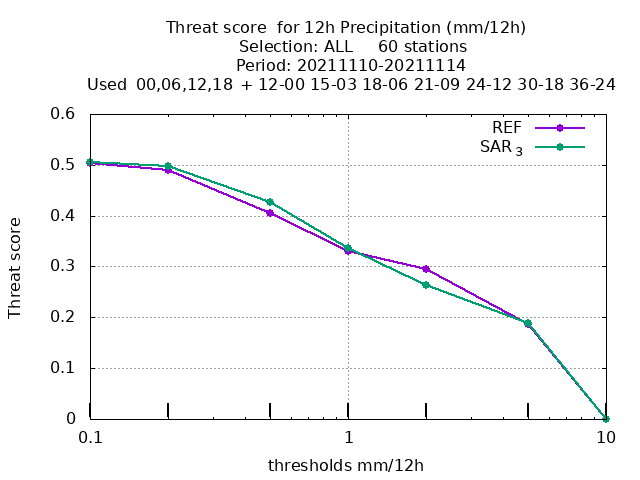 Threat score  for 12h Precipitation (mm/12h)
Selection: ALL     60 stations
Period: 20211110-20211114
Used  00,06,12,18  + 12-00 15-03 18-06 21-09 24-12 30-18 36-24
0.6
REF
SAR 3
0.5
0.4
Threat score
0.3
0.2
0.1
0
0.1 1 10
thresholds mm/12h